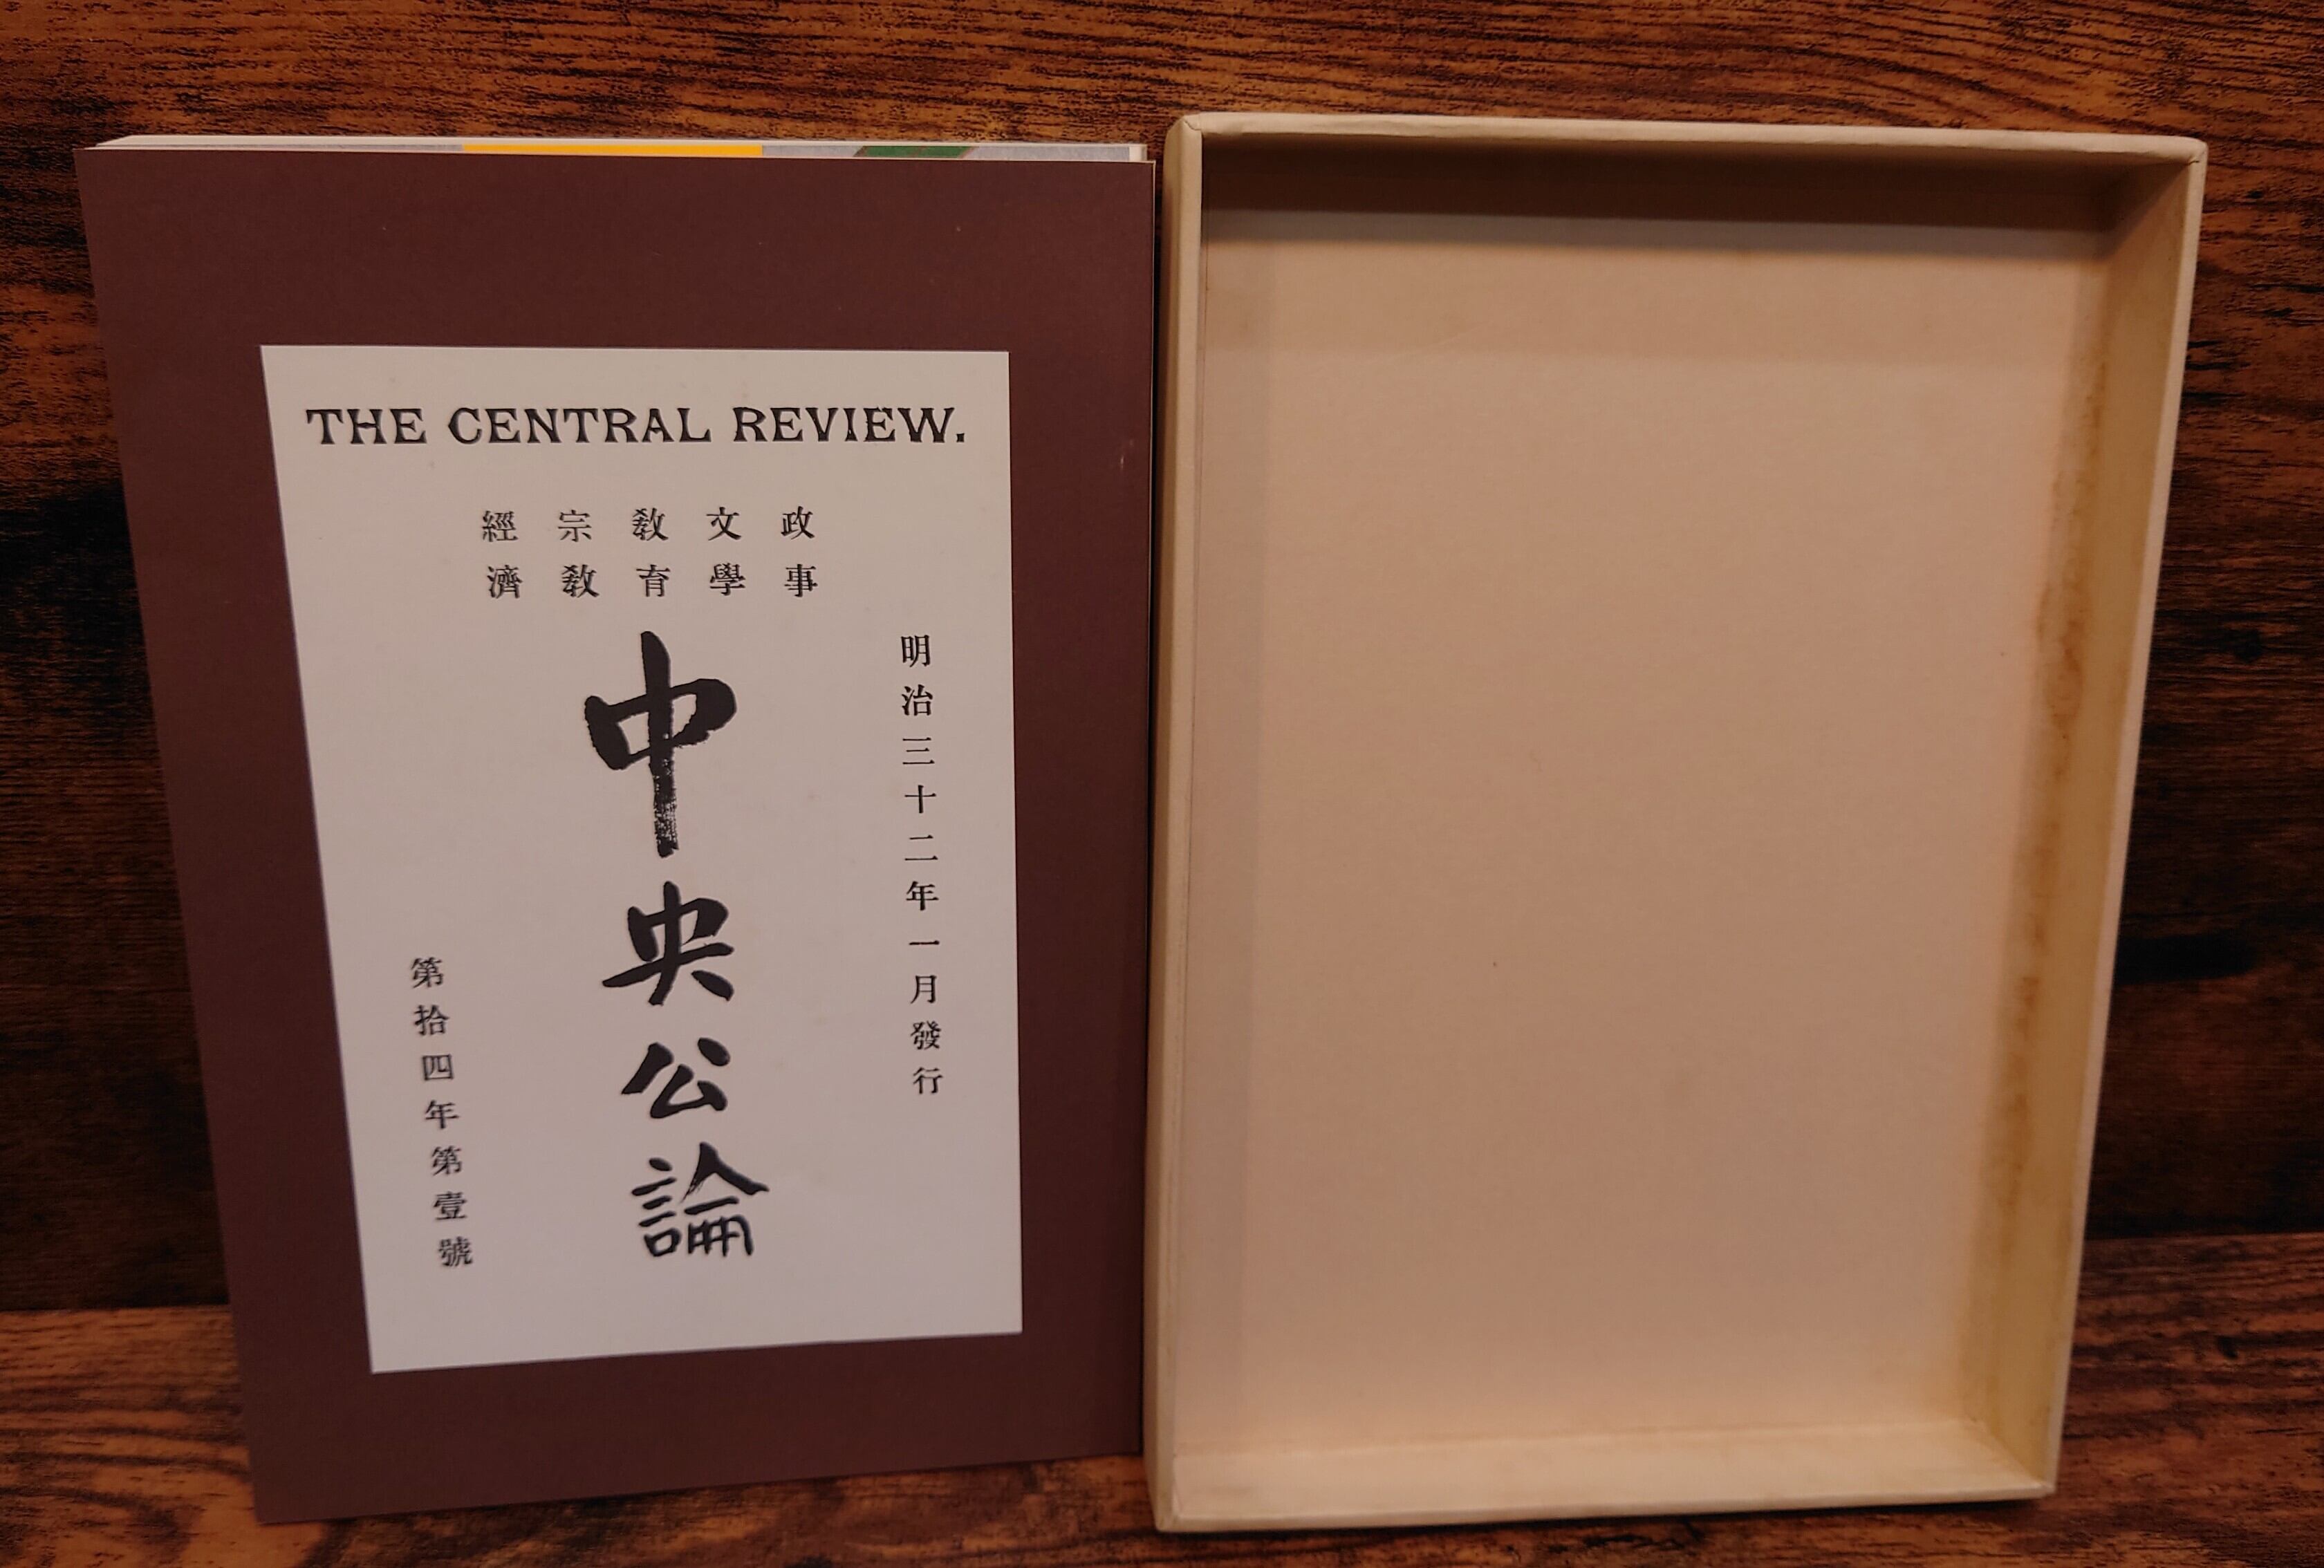 THE CENTRAL REVIEW.
政事
文學
教育
宗教
經濟
明治三十二年一月發行
中央公論
第拾四年第壹號